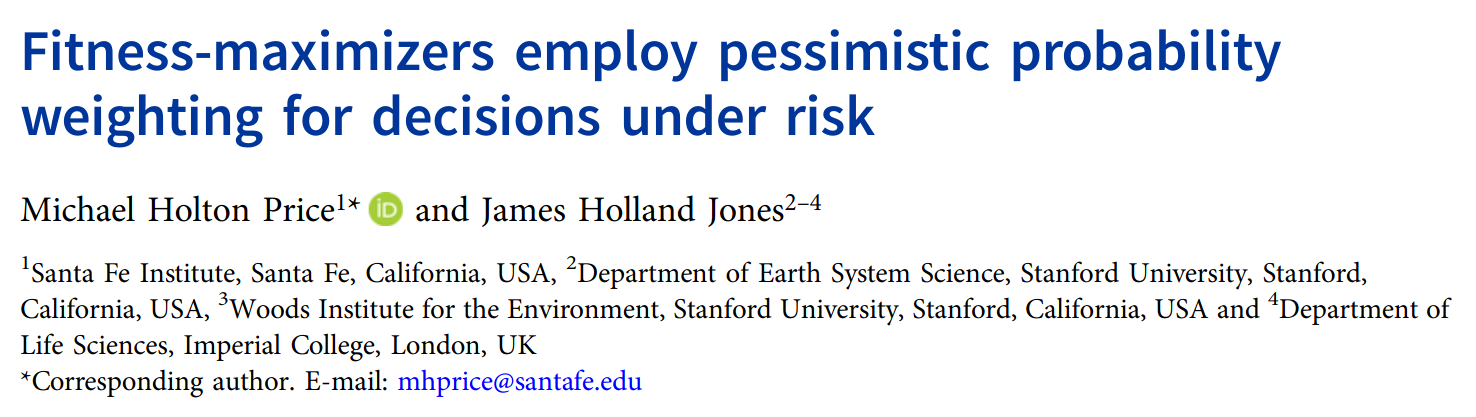 Fitness-maximizers employ pessimistic probability
weighting for decisions under risk
Michael Holton Price1* iD and James Holland Jones2–4
1Santa Fe Institute, Santa Fe, California, USA, 2Department of Earth System Science, Stanford University, Stanford,
California, USA, 3Woods Institute for the Environment, Stanford University, Stanford, California, USA and 4Department of
Life Sciences, Imperial College, London, UK
*Corresponding author. E-mail: mhprice@santafe.edu